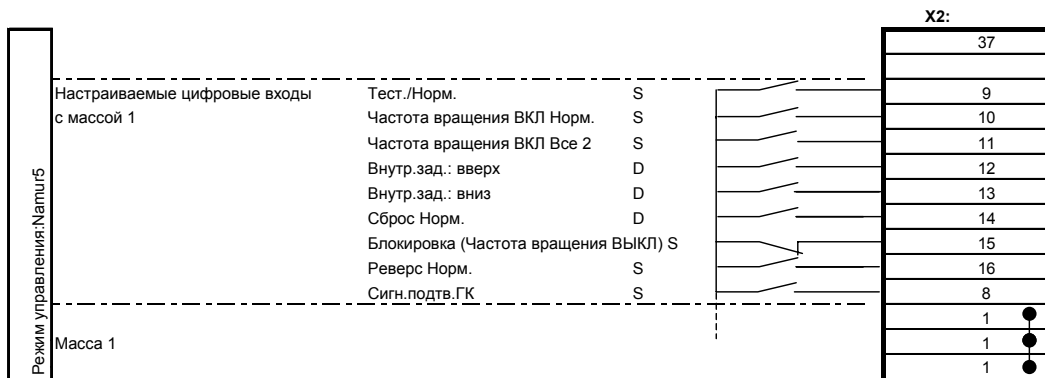 X2:
37
Настраиваемые цифровые входы Тест./Норм. S 9
с массой 1 Частота вращения ВКЛ Норм. S 10
Частота вращения ВКЛ Все 2 S 11
Внутр.зад.: вверх D 12
Внутр.зад.: вниз D 13
Сброс Норм. D 14
Блокировка (Частота вращения ВЫКЛ) S 15
Реверс Норм. S 16
Сигн.подтв.ГК S 8
1
Масса 1 1
1
Режим управления:Namur5